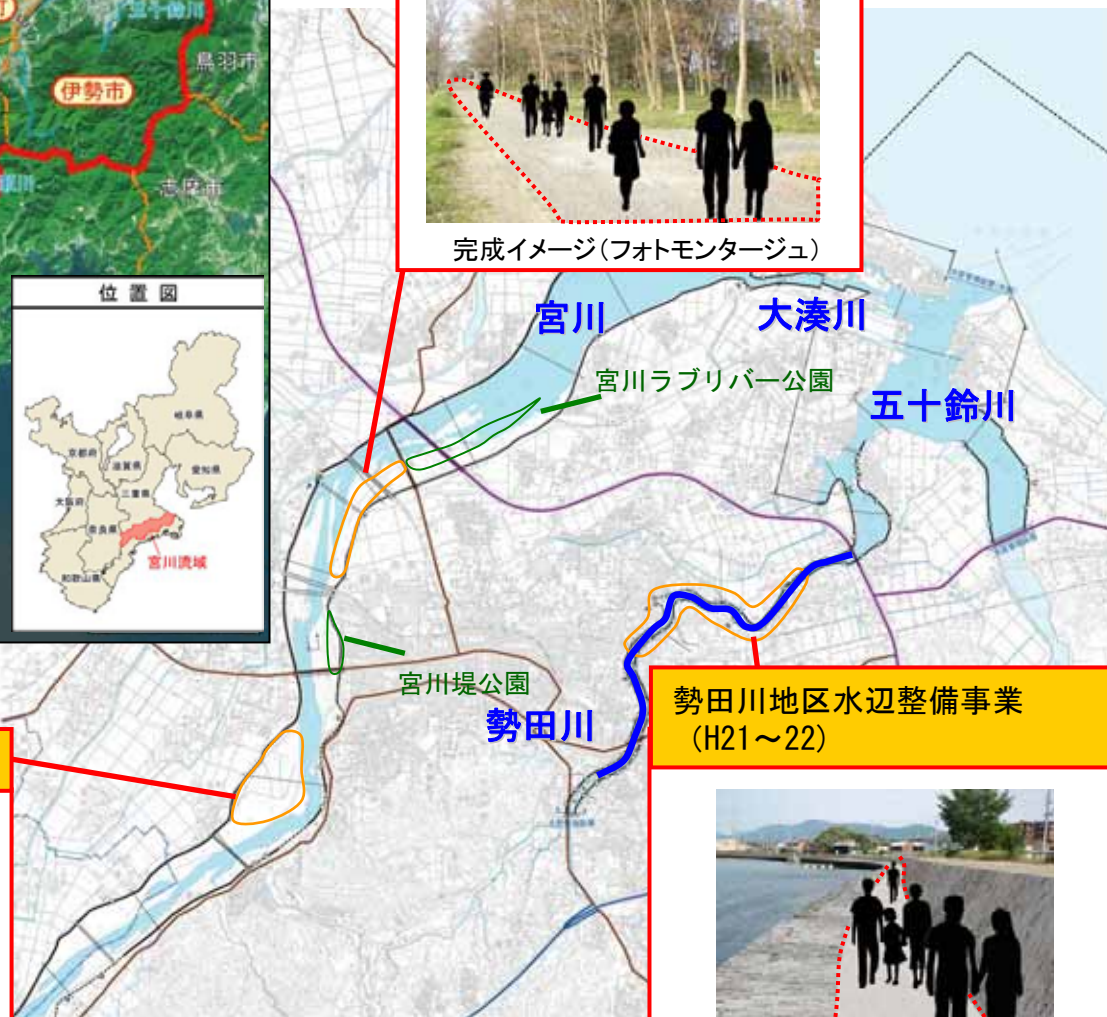 五十鈴川
鳥羽市
伊勢市
志摩市
位置図
岐阜県
京都府
滋賀県
愛知県
大阪府
三重県
奈良県
和歌山県
宮川流域
完成イメージ(フォトモンタージュ)
宮川
大湊川
宮川ラブリバー公園
五十鈴川
宮川堤公園
勢田川
勢田川地区水辺整備事業
(H21～22)